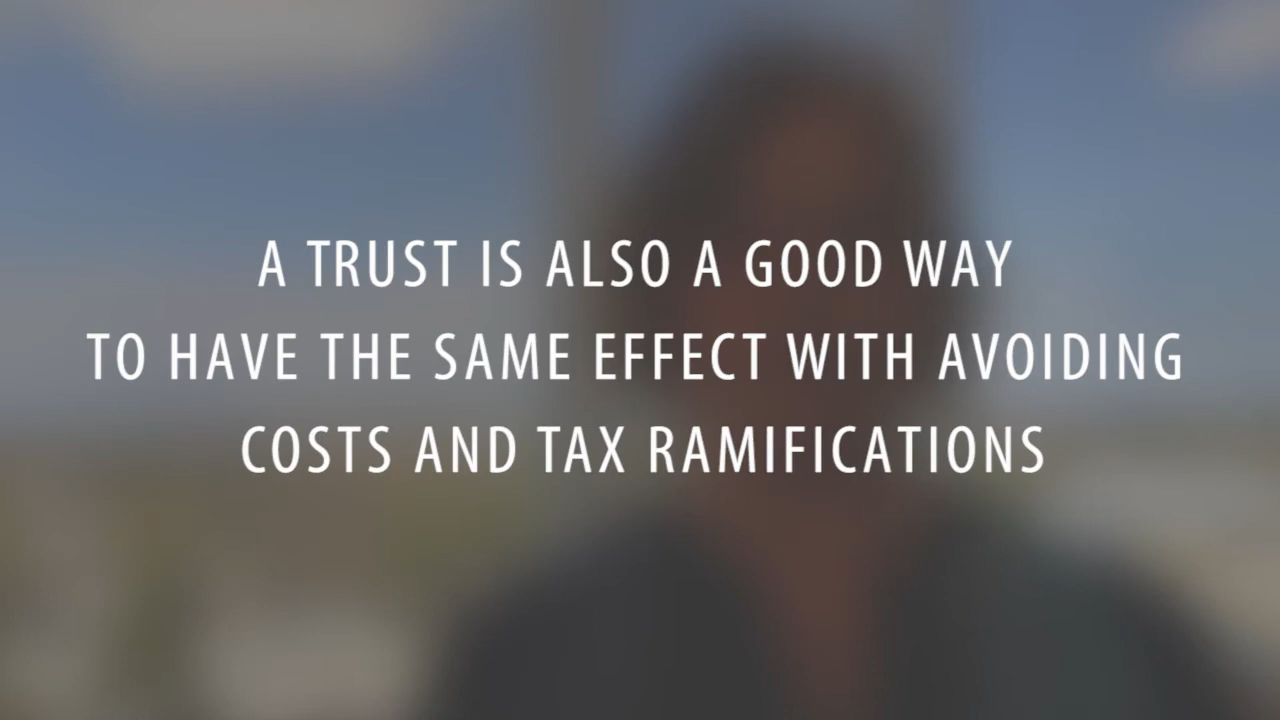 A TRUST IS ALSO A GOOD WAY
TO HAVE THE SAME EFFECT WITH AVOIDING
COSTS AND TAX RAMIFICATIONS